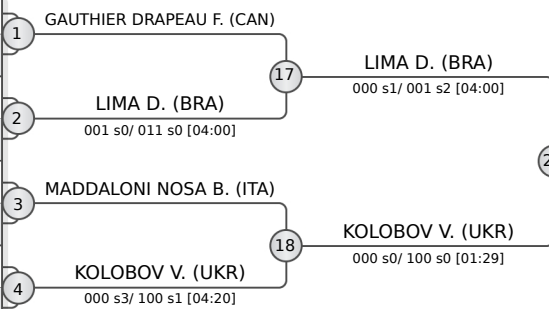 1
GAUTHIER DRAPEAU F. (CAN)
17
LIMA D. (BRA)
000 s1/ 001 s2 [04:00]
2
LIMA D. (BRA)
001 s0/ 011 s0 [04:00]
3
MADDALONI NOSA B. (ITA)
18
KOLOBOV V. (UKR)
000 s0/ 100 s0 [01:29]
4
KOLOBOV V. (UKR)
000 s3/ 100 s1 [04:20]